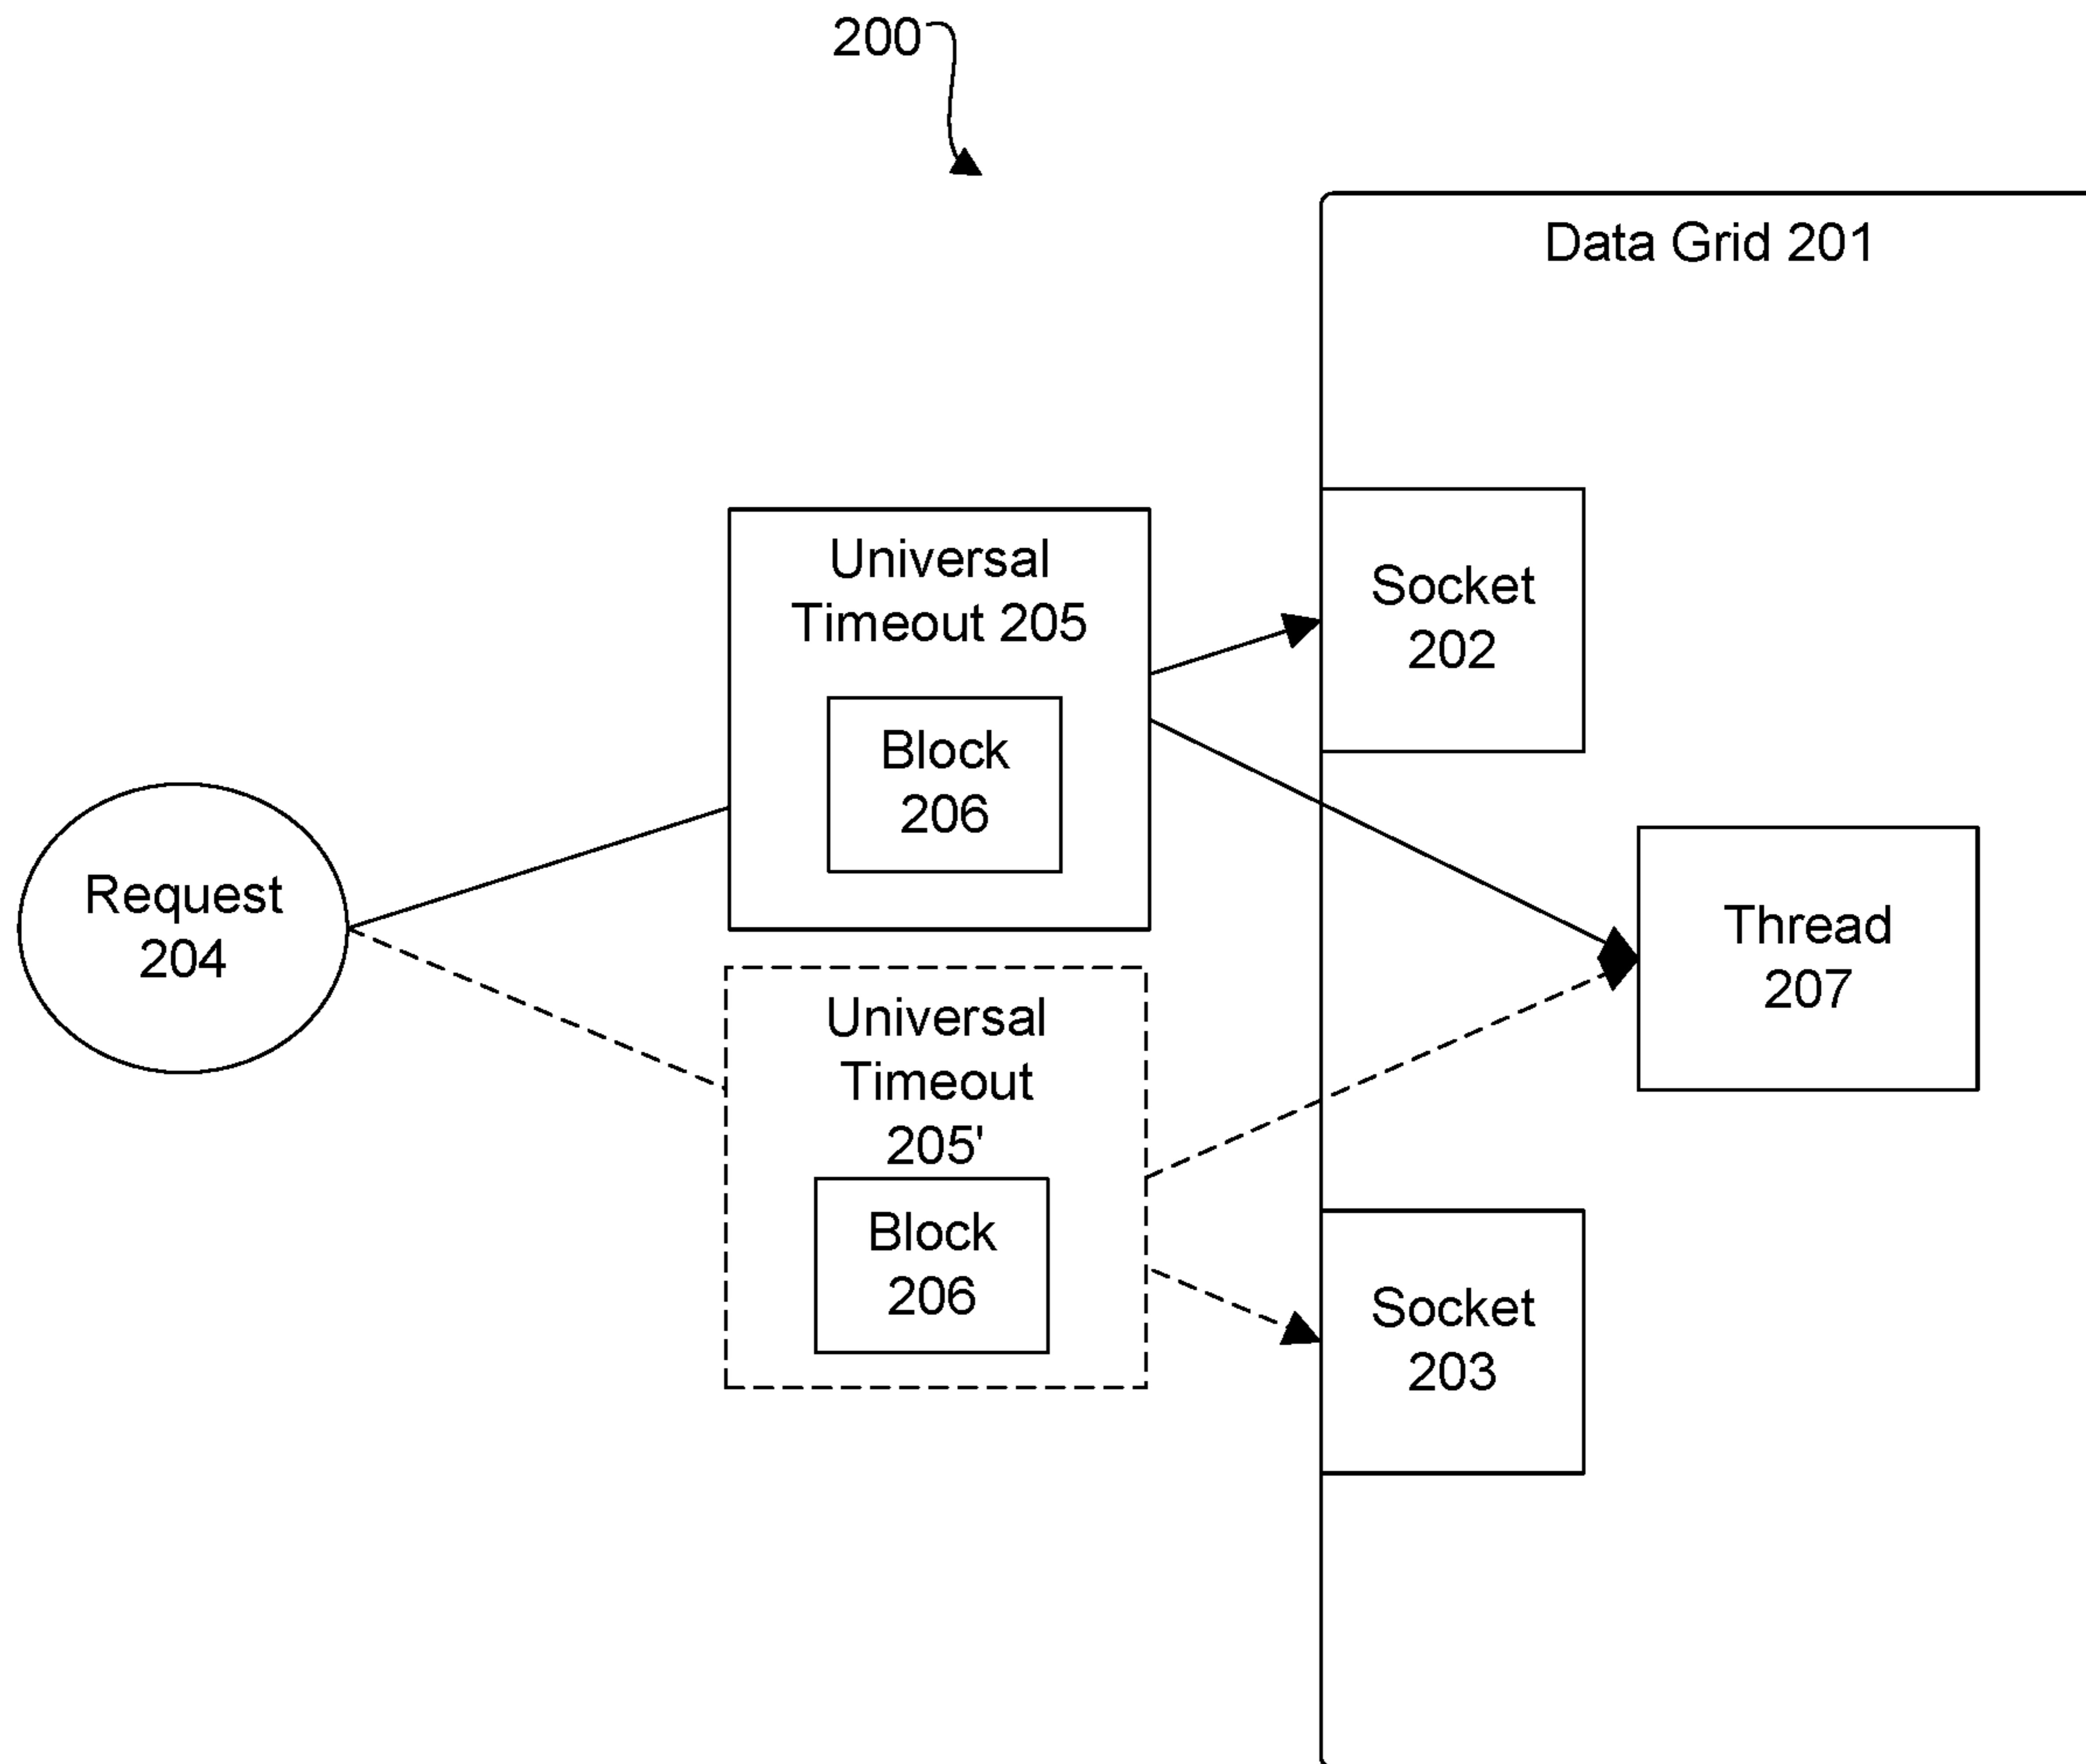 200
Data Grid 201
Universal
Timeout 205
Block
206
Socket
202
Request
204
Thread
207
Universal
Timeout
205'
Block
206
Socket
203